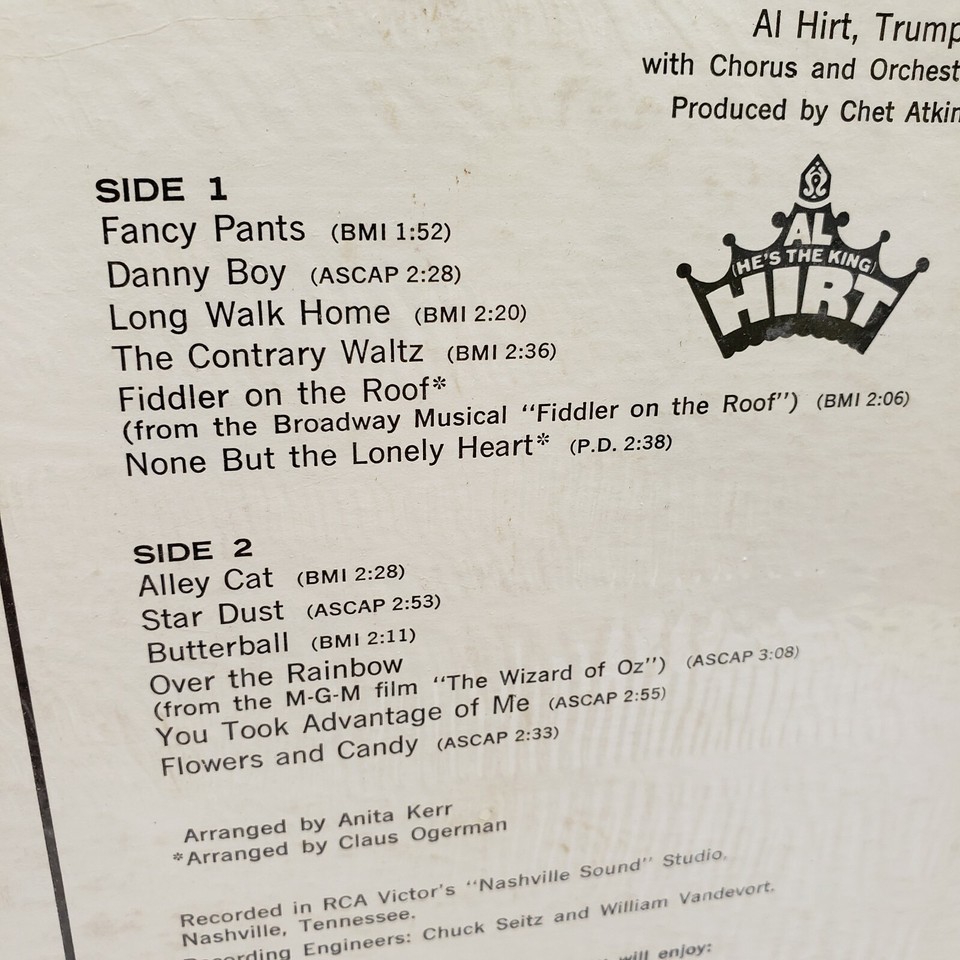 Al Hirt, Trump
with Chorus and Orchest
Produced by Chet Atkin
AL
(HE'S THE KING)
HIRT
SIDE 1
Fancy Pants (BMI 1:52)
Danny Boy (ASCAP 2:28)
Long Walk Home (BMI 2:20)
The Contrary Waltz (BMI 2:36)
Fiddler on the Roof*
(from the Broadway Musical "Fiddler on the Roof") (BMI 2:06)
None But the Lonely Heart* (P.D. 2:38)
SIDE 2
Alley Cat (BMI 2:28)
Star Dust (ASCAP 2:53)
Butterball (BMI 2:11)
Over the Rainbow
(from the M-G-M film "The Wizard of Oz") (ASCAP 3:08)
You Took Advantage of Me (ASCAP 2:55)
Flowers and Candy (ASCAP 2:33)
Arranged by Anita Kerr
*Arranged by Claus Ogerman
Recorded in RCA Victor's "Nashville Sound" Studio,
Nashville, Tennessee.
ording Engineers: Chuck Seitz and William Vandevort.
will enjoy: